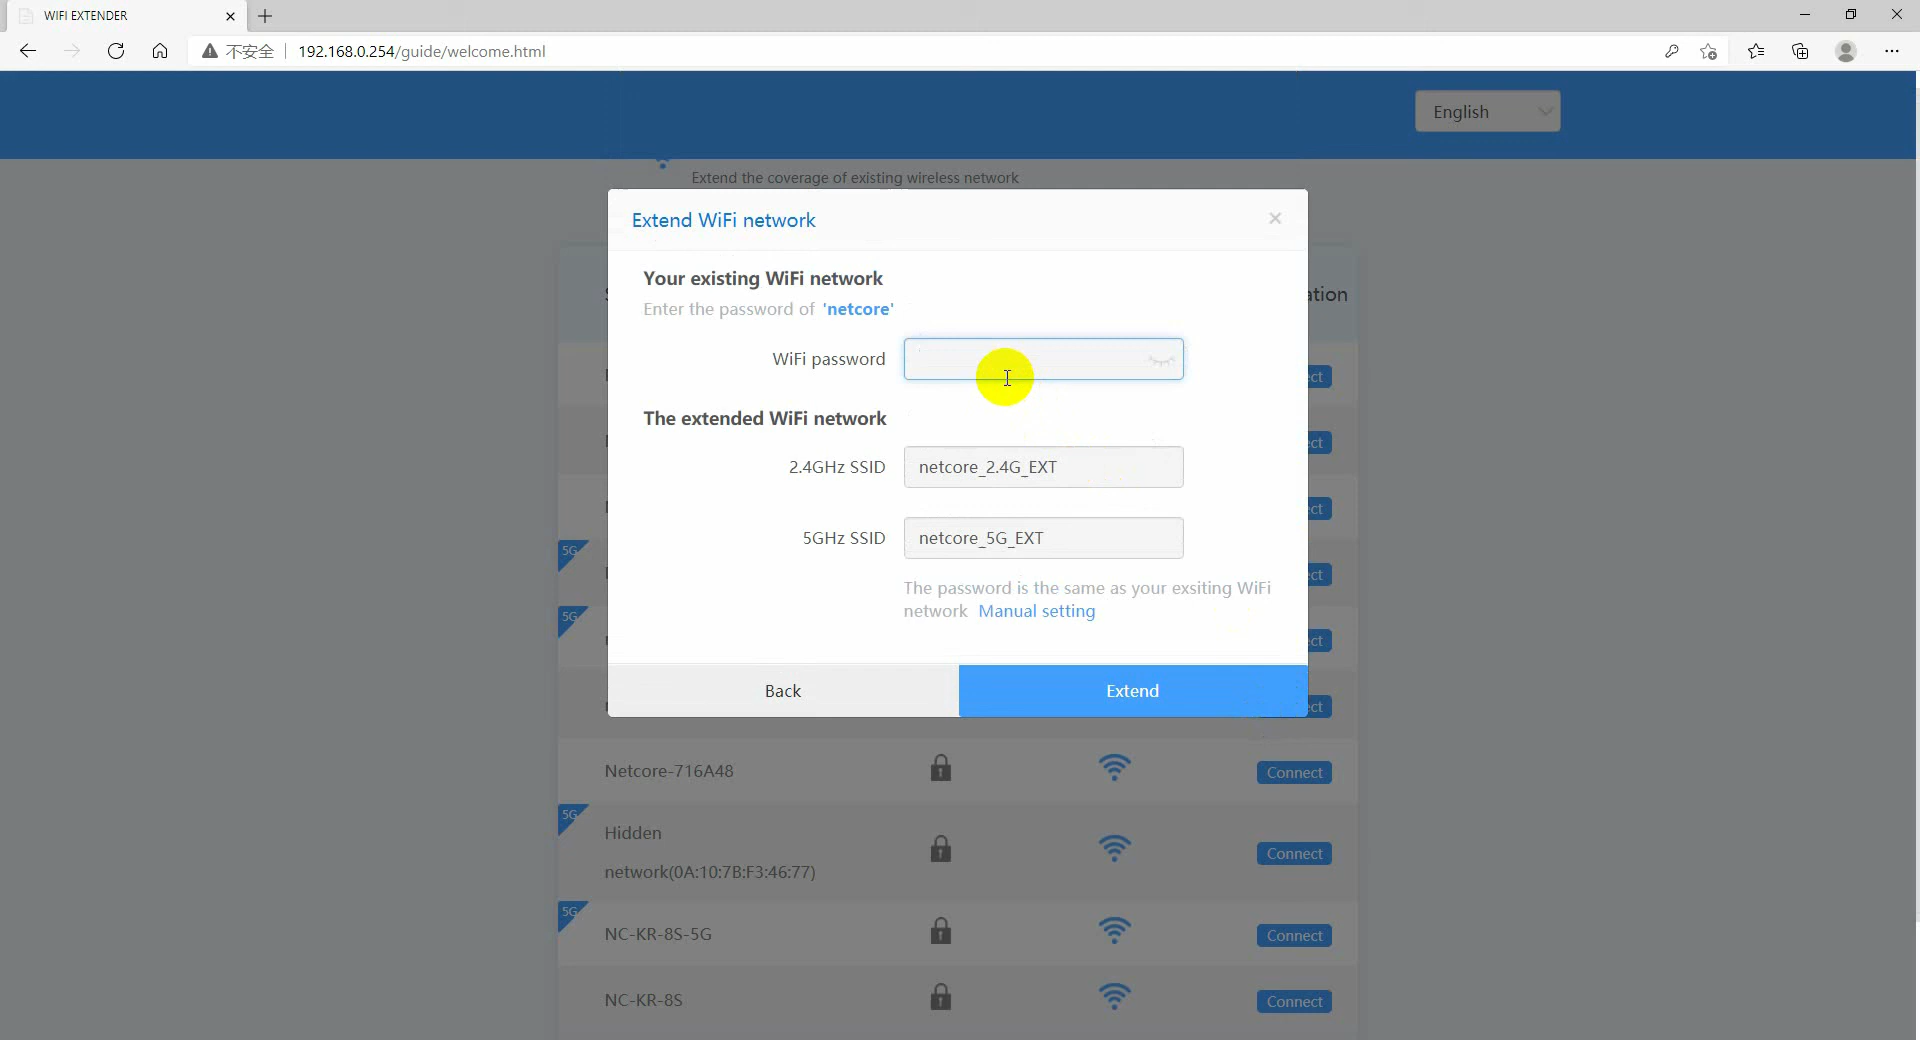 WIFI EXTENDER
不安全 192.168.0.254/guide/welcome.html
English
Extend the coverage of existing wireless network
Extend WiFi network
Your existing WiFi network
Enter the password of 'netcore'
WiFi password
The extended WiFi network
2.4GHz SSID netcore_2.4G_EXT
5GHz SSID netcore_5G_EXT
The password is the same as your exsiting WiFi
network Manual setting
Back Extend
5G
5G
Netcore-716A48 Connect
5G
Hidden
network(0A:10:7B:F3:46:77) Connect
5G
NC-KR-8S-5G Connect
NC-KR-8S Connect